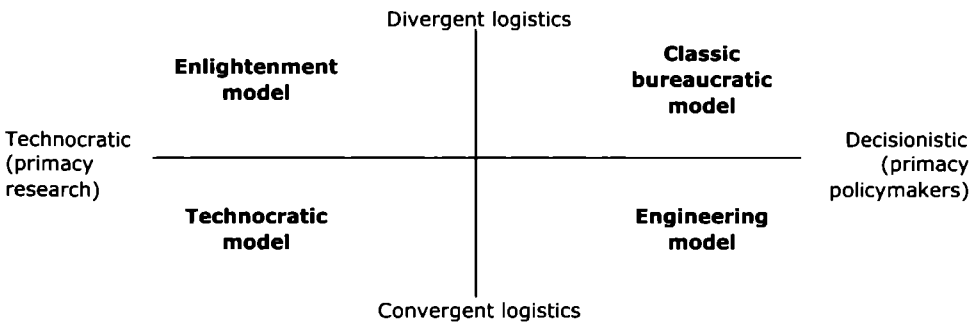 Divergent logistics
Enlightenment
model
Classic
bureaucratic
model
Technocratic
(primacy
research)
Decisionistic
(primacy
policymakers)
Technocratic
model
Engineering
model
Convergent logistics